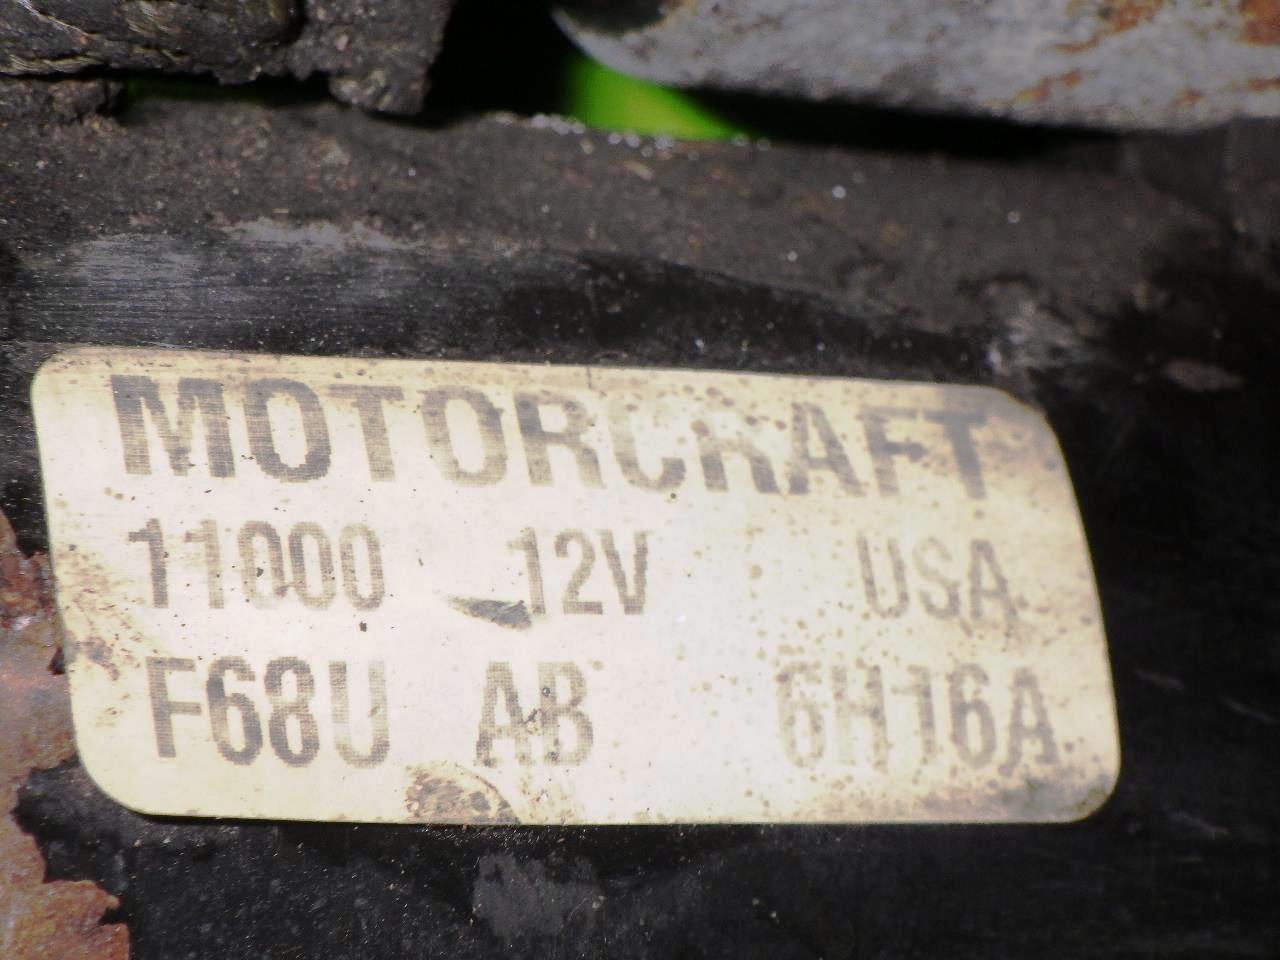 MOTORCRAFT
11000 12V USA
F68U AB 6H16A